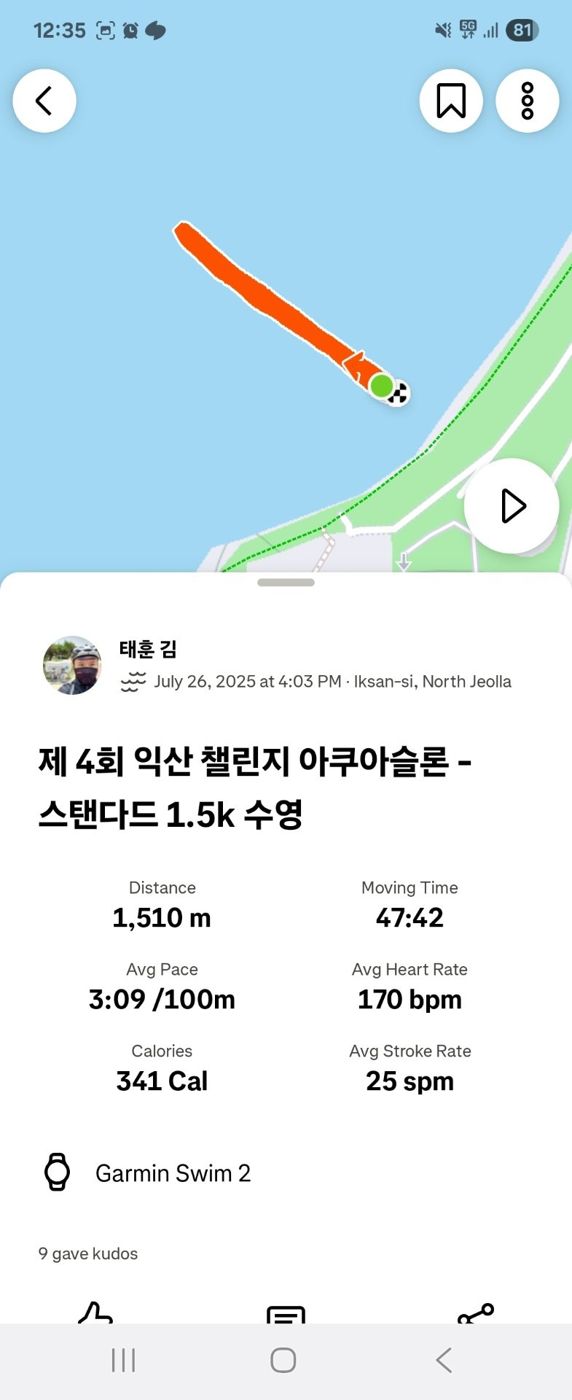 12:35
5G
81
태훈 김
July 26, 2025 at 4:03 PM · Iksan-si, North Jeolla
제 4회 익산 챌린지 아쿠아슬론 -
스탠다드 1.5k 수영
Distance
Moving Time
1,510 m
47:42
Avg Pace
Avg Heart Rate
3:09 /100m
170 bpm
Calories
Avg Stroke Rate
341 Cal
25 spm
Garmin Swim 2
9 gave kudos